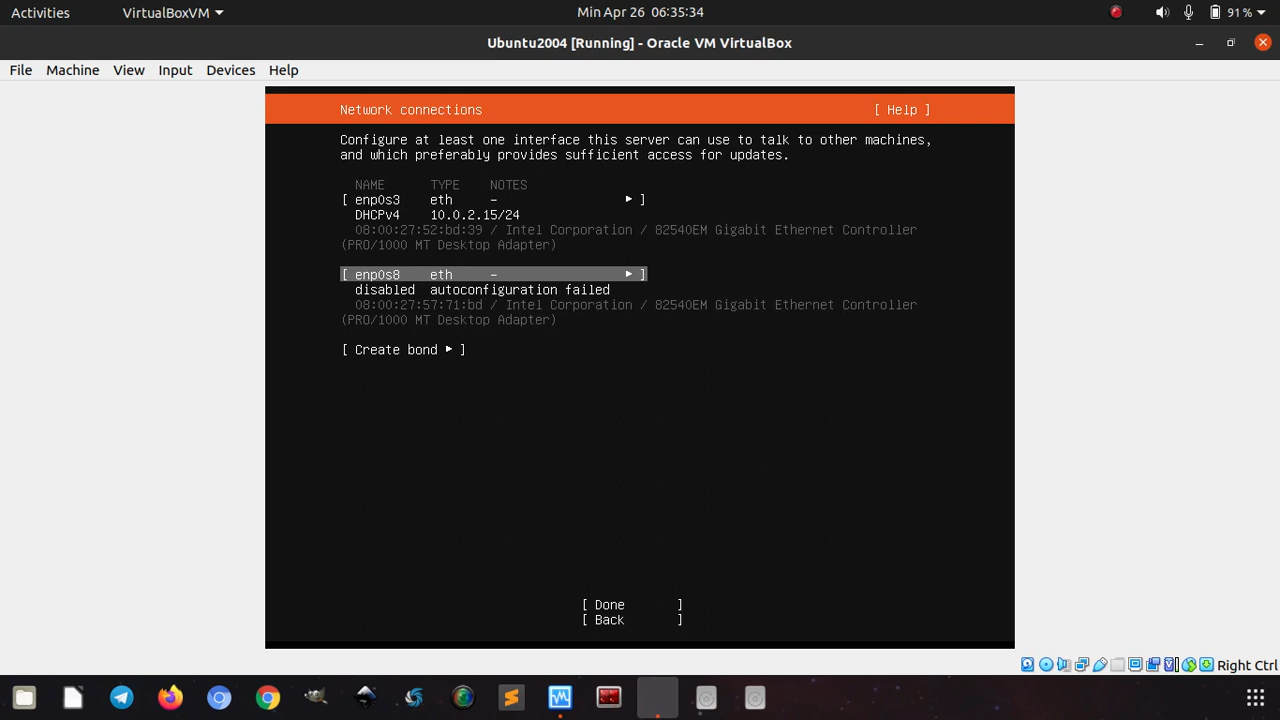 Activities VirtualBoxVM Min Apr 26 06:35:34 91 %
Ubuntu2004 [Running] - Oracle VM VirtualBox
File Machine View Input Devices Help
Network connections [ Help ]
Configure at least one interface this server can use to talk to other machines,
and which preferably provides sufficient access for updates.
NAME TYPE NOTES
[ enp0s3 eth - ▸ ]
DHCPv4 10.0.2.15/24
08:00:27:52:bd:39 / Intel Corporation / 82540EM Gigabit Ethernet Controller
(PRO/1000 MT Desktop Adapter)
[ enp0s8 eth - ▸ ]
disabled autoconfiguration failed
08:00:27:57:71:bd / Intel Corporation / 82540EM Gigabit Ethernet Controller
(PRO/1000 MT Desktop Adapter)
[ Create bond ▸ ]
[ Done ]
[ Back ]
Right Ctrl